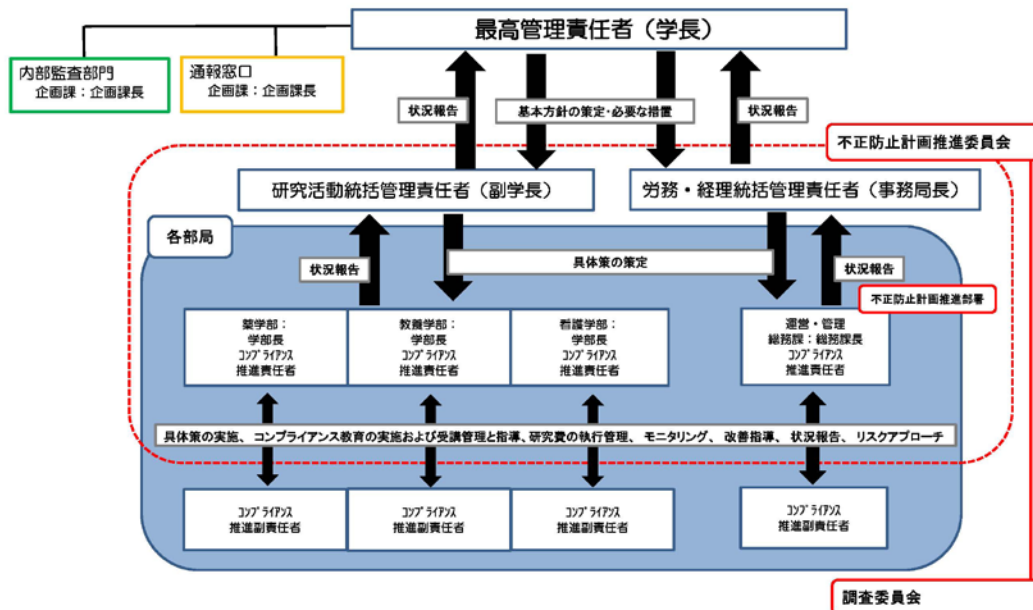 最高管理責任者（学長）
内部監査部門
企画課：企画課長
通報窓口
企画課：企画課長
状況報告
基本方針の策定・必要な措置
状況報告
不正防止計画推進委員会
研究活動統括管理責任者（副学長）
労務・経理統括管理責任者（事務局長）
各部局
状況報告
具体策の策定
状況報告
不正防止計画推進部署
薬学部：
学部長
ｺﾝﾌﾟﾗｲｱﾝｽ
推進責任者
教養学部：
学部長
ｺﾝﾌﾟﾗｲｱﾝｽ
推進責任者
看護学部：
学部長
ｺﾝﾌﾟﾗｲｱﾝｽ
推進責任者
運営・管理
総務課：総務課長
ｺﾝﾌﾟﾗｲｱﾝｽ
推進責任者
具体策の実施、コンプライアンス教育の実施および受講管理と指導、研究費の執行管理、モニタリング、改善指導、状況報告、リスクアプローチ
ｺﾝﾌﾟﾗｲｱﾝｽ
推進副責任者
ｺﾝﾌﾟﾗｲｱﾝｽ
推進副責任者
ｺﾝﾌﾟﾗｲｱﾝｽ
推進副責任者
ｺﾝﾌﾟﾗｲｱﾝｽ
推進副責任者
調査委員会